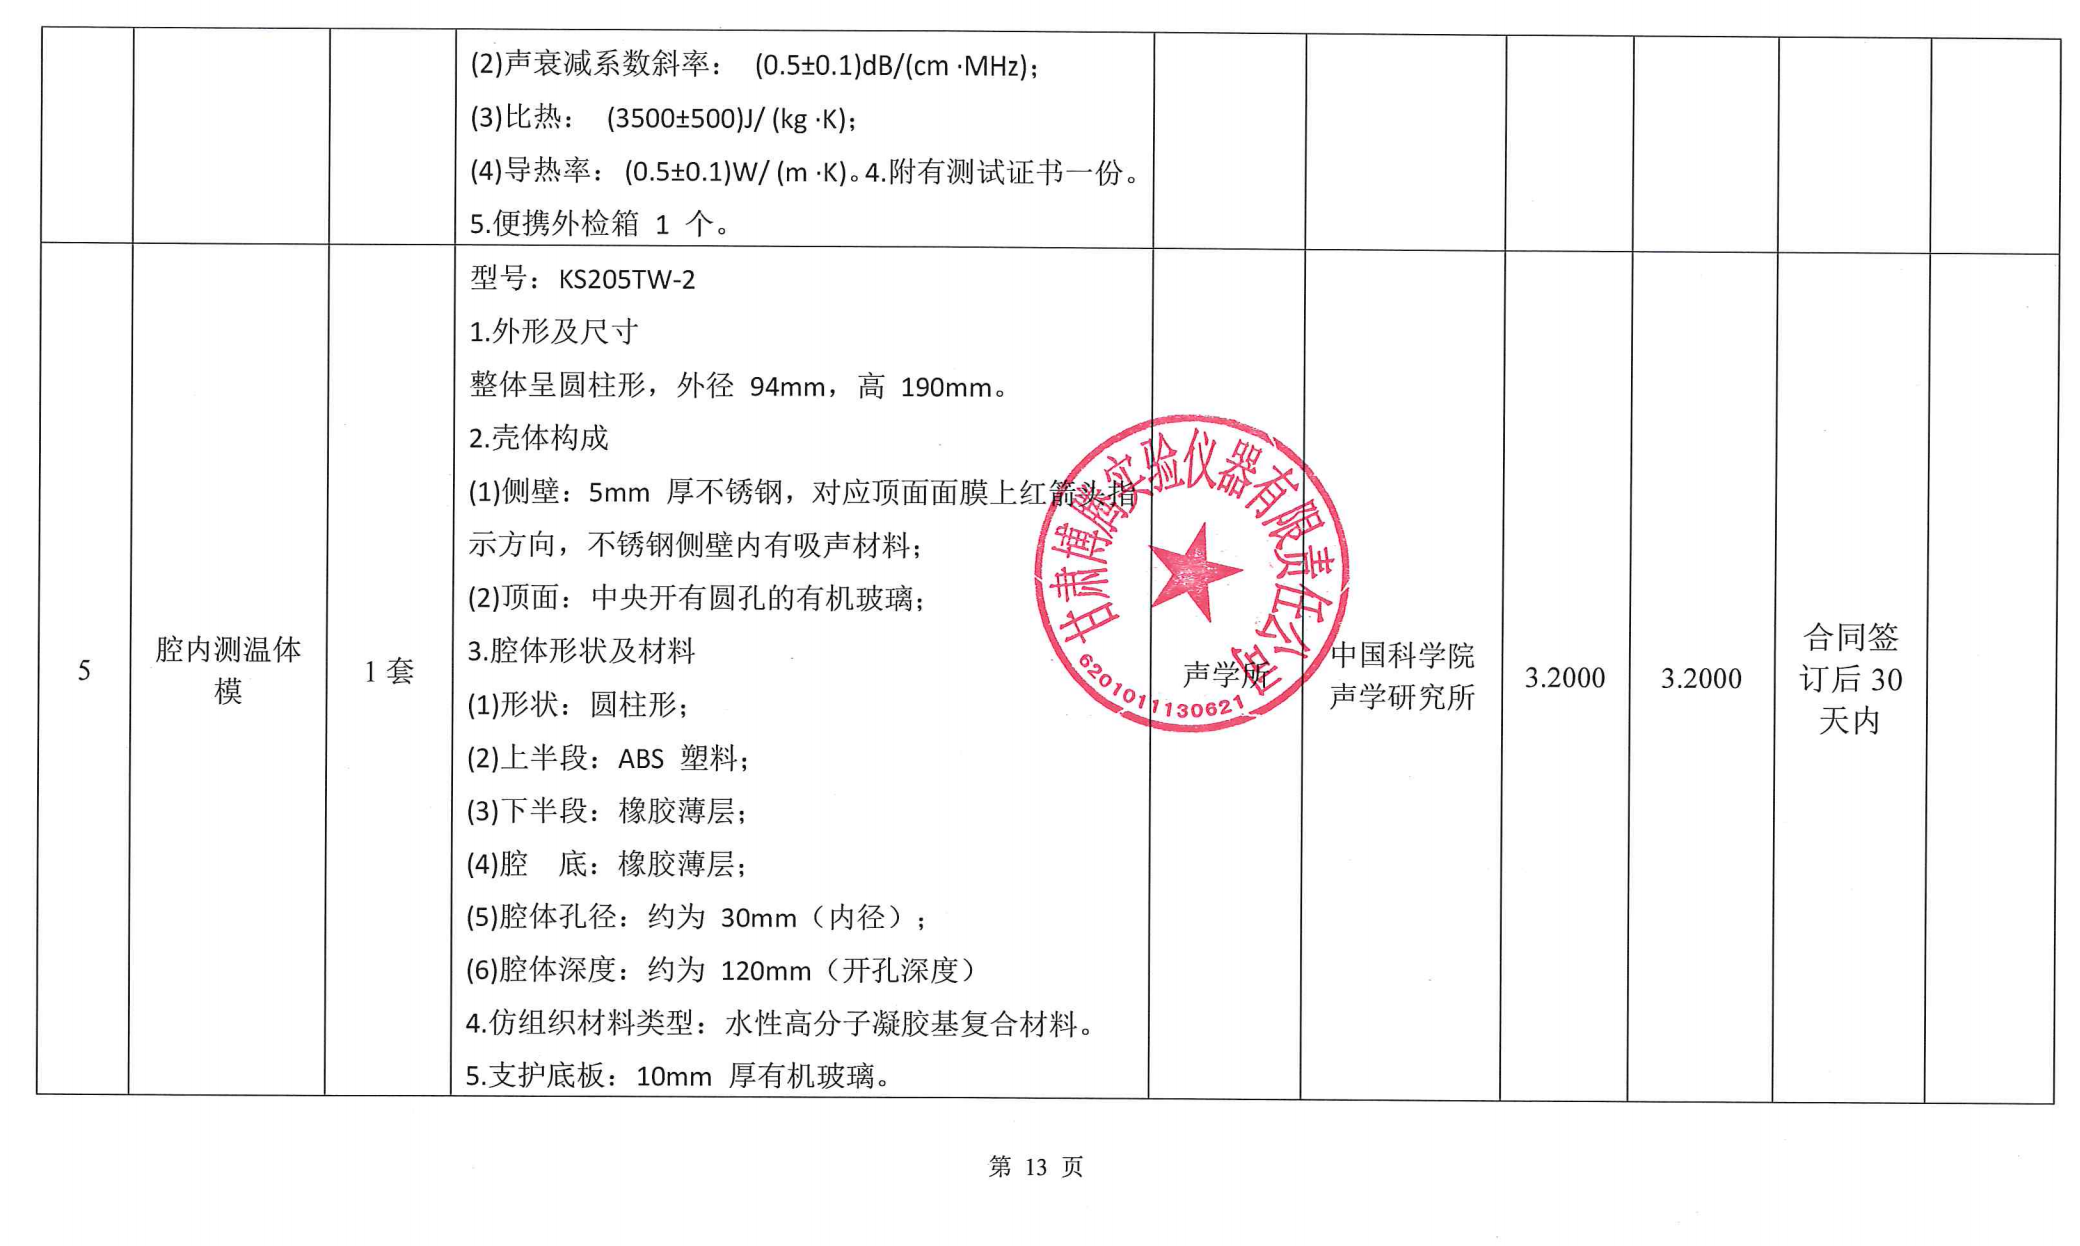 (2)声衰减系数斜率： (0.5±0.1)dB/(cm ·MHz)；
(3)比热： (3500±500)J/ (kg ·K)；
(4)导热率：(0.5±0.1)W/ (m ·K)。4.附有测试证书一份。
5.便携外检箱 1 个。
5
腔内测温体
模
1 套
型号：KS205TW-2
1.外形及尺寸
整体呈圆柱形，外径 94mm，高 190mm。
2.壳体构成
(1)侧壁：5mm 厚不锈钢，对应顶面面膜上红箭头指
示方向，不锈钢侧壁内有吸声材料；
(2)顶面：中央开有圆孔的有机玻璃；
3.腔体形状及材料
(1)形状：圆柱形；
(2)上半段：ABS 塑料；
(3)下半段：橡胶薄层；
(4)腔 底：橡胶薄层；
(5)腔体孔径：约为 30mm（内径）；
(6)腔体深度：约为 120mm（开孔深度）
4.仿组织材料类型：水性高分子凝胶基复合材料。
5.支护底板：10mm 厚有机玻璃。
声学所
中国科学院
声学研究所
3.2000
3.2000
合同签
订后 30
天内
甘肃博腾实验仪器有限责任公司
6201011130621
第 13 页